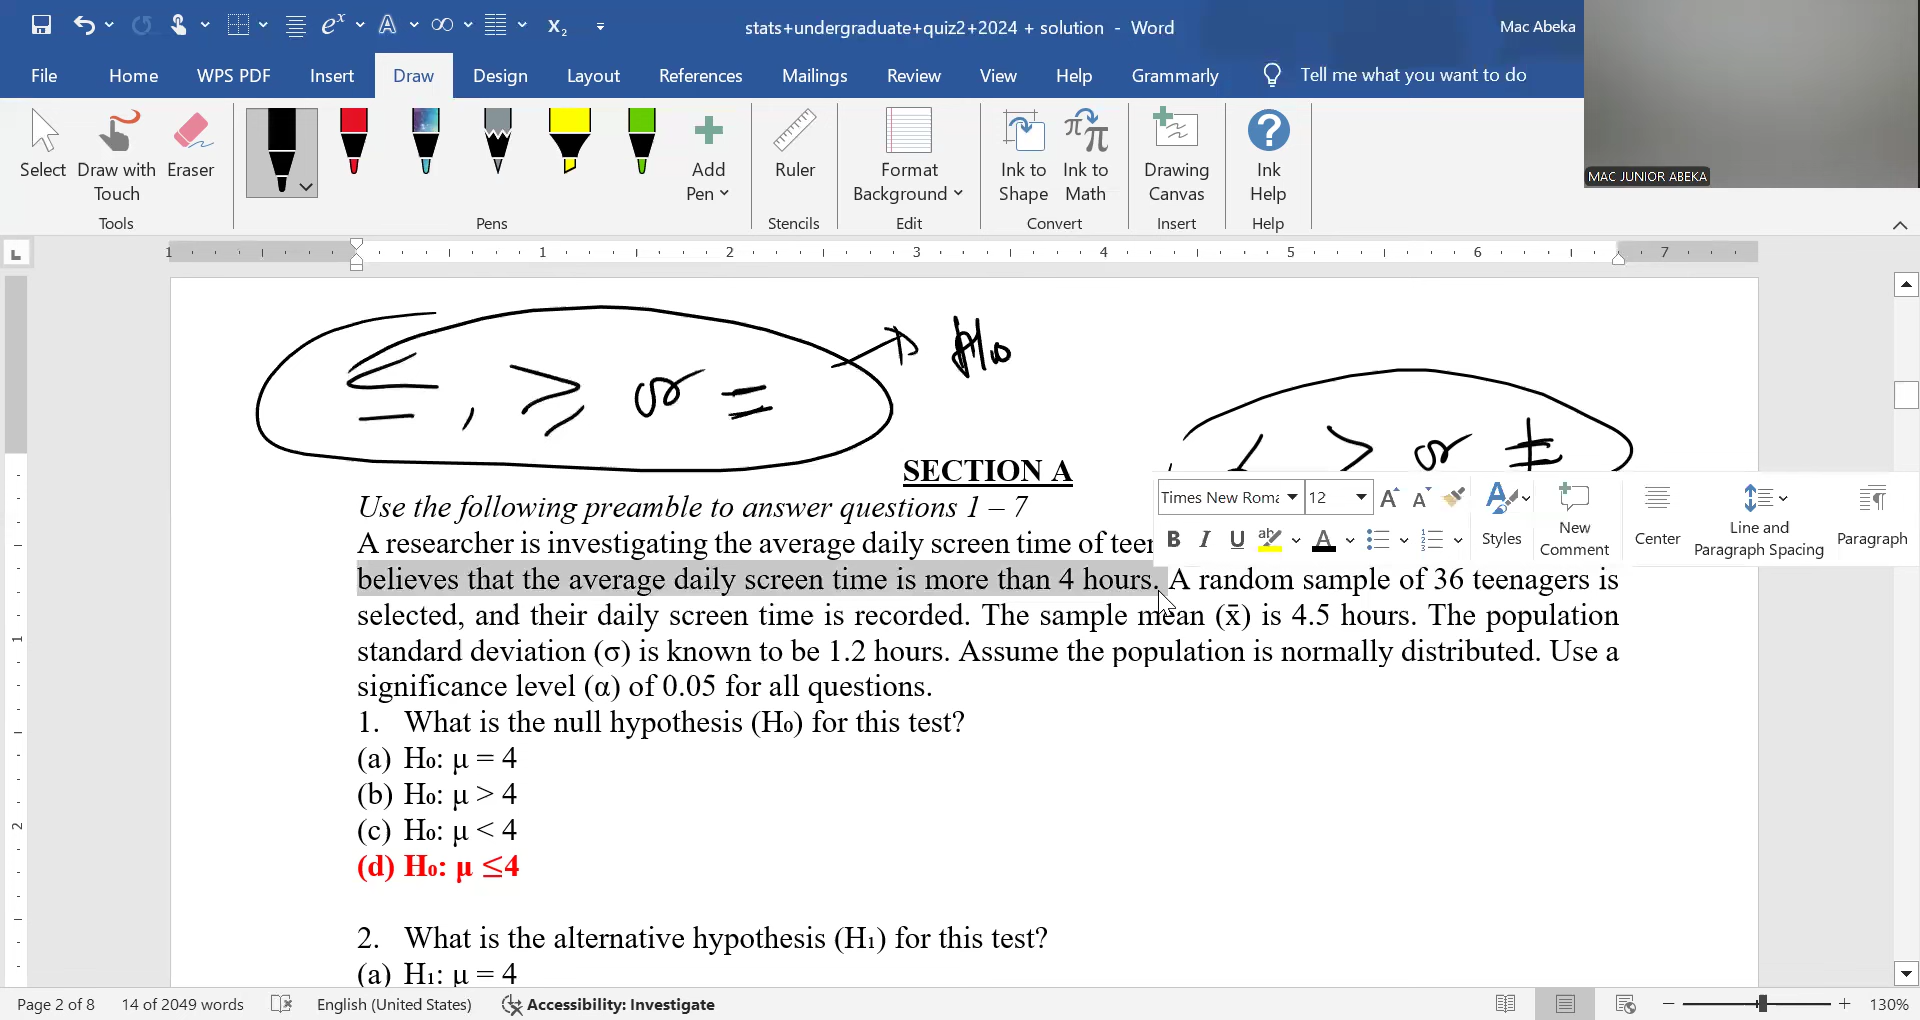 stats+undergraduate+quiz2+2024 + solution - Word
Mac Abeka
File Home WPS PDF Insert Draw Design Layout References Mailings Review View Help Grammarly Tell me what you want to do
Select
Draw with Touch
Eraser
Tools
Pens
Add Pen
Ruler
Stencils
Format Background
Edit
Ink to Shape
Ink to Math
Convert
Drawing Canvas
Insert
Ink Help
Help
MAC JUNIOR ABEKA
1 1 2 3 4 5 6 7
≤, ≥ or =
H₀
> or ≠
SECTION A
Times New Roma 12
B I U
Styles
New Comment
Center
Line and Paragraph Spacing
Paragraph
Use the following preamble to answer questions 1 – 7
A researcher is investigating the average daily screen time of
believes that the average daily screen time is more than 4 hours. A random sample of 36 teenagers is
selected, and their daily screen time is recorded. The sample mean (x̄) is 4.5 hours. The population
standard deviation (σ) is known to be 1.2 hours. Assume the population is normally distributed. Use a
significance level (α) of 0.05 for all questions.
1. What is the null hypothesis (H₀) for this test?
(a) H₀: μ = 4
(b) H₀: μ > 4
(c) H₀: μ < 4
(d) H₀: μ ≤4
2. What is the alternative hypothesis (H₁) for this test?
(a) H₁: μ = 4
1
2
Page 2 of 8 14 of 2049 words English (United States) Accessibility: Investigate 130%